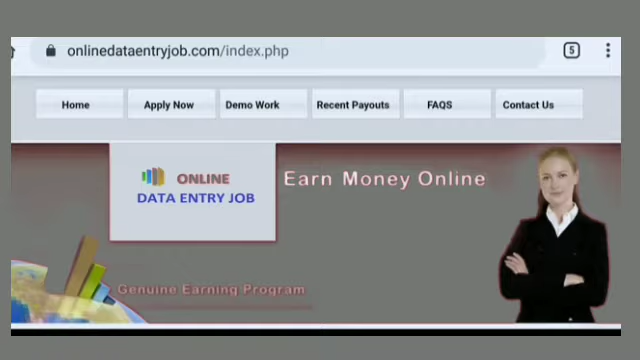 onlinedataentryjob.com/index.php
5
Home
Apply Now
Demo Work
Recent Payouts
FAQS
Contact Us
ONLINE
DATA ENTRY JOB
Earn Money Online
Genuine Earning Program